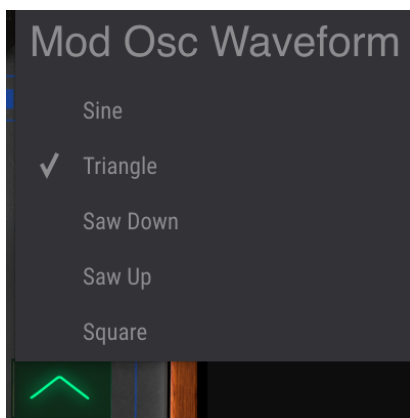 Mod Osc Waveform
Sine
Triangle
Saw Down
Saw Up
Square